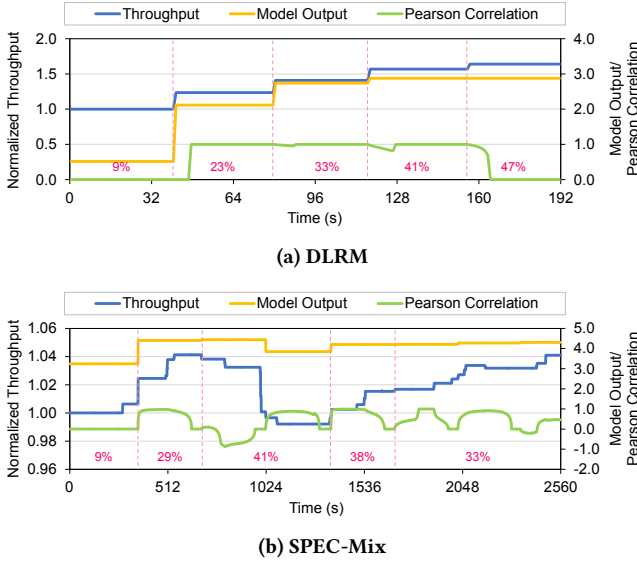 Throughput Model Output Pearson Correlation
Normalized Throughput
2.0
1.5
1.0
0.5
0.0
4.0
3.0
2.0
1.0
0.0
Model Output/
Pearson Correlation
9% 23% 33% 41% 47%
0 32 64 96 128 160 192
Time (s)
(a) DLRM
Throughput Model Output Pearson Correlation
Normalized Throughput
1.06
1.04
1.02
1.00
0.98
0.96
5.0
4.0
3.0
2.0
1.0
0.0
-1.0
-2.0
Model Output/
Pearson Correlation
9% 29% 41% 38% 33%
0 512 1024 1536 2048 2560
Time (s)
(b) SPEC-Mix